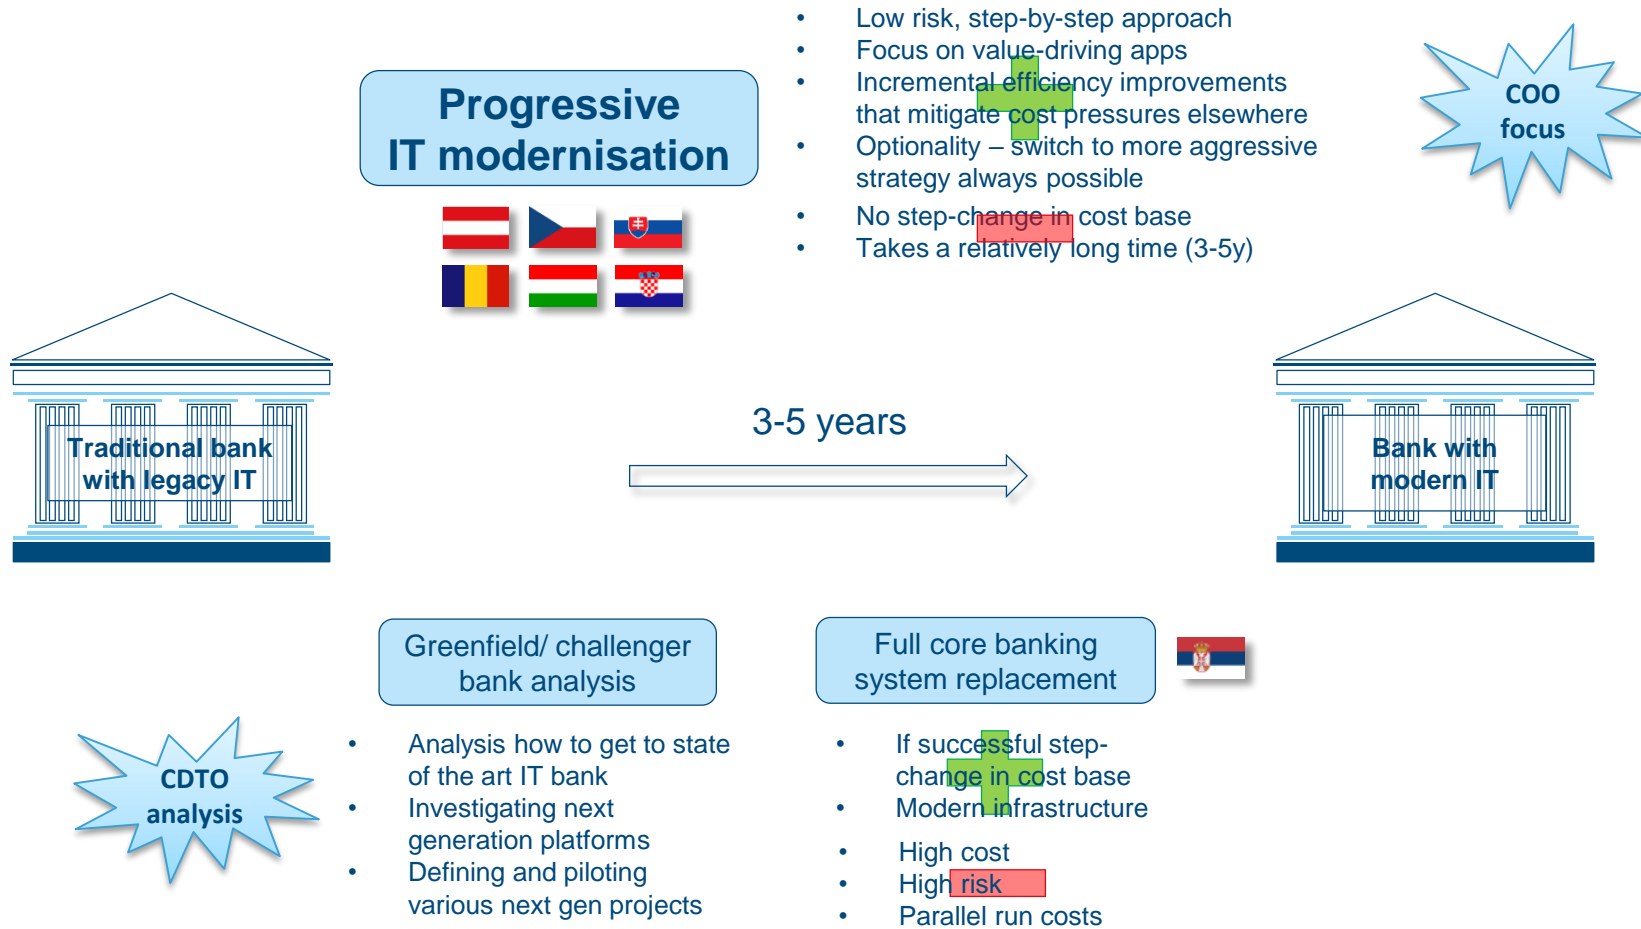 • Low risk, step-by-step approach
• Focus on value-driving apps
• Incremental efficiency improvements
that mitigate cost pressures elsewhere
• Optionality – switch to more aggressive
strategy always possible
• No step-change in cost base
• Takes a relatively long time (3-5y)
COO
focus
Progressive
IT modernisation
Traditional bank
with legacy IT
3-5 years
Bank with
modern IT
Greenfield/ challenger
bank analysis
Full core banking
system replacement
CDTO
analysis
• Analysis how to get to state
of the art IT bank
• Investigating next
generation platforms
• Defining and piloting
various next gen projects
• If successful step-
change in cost base
• Modern infrastructure
• High cost
• High risk
• Parallel run costs